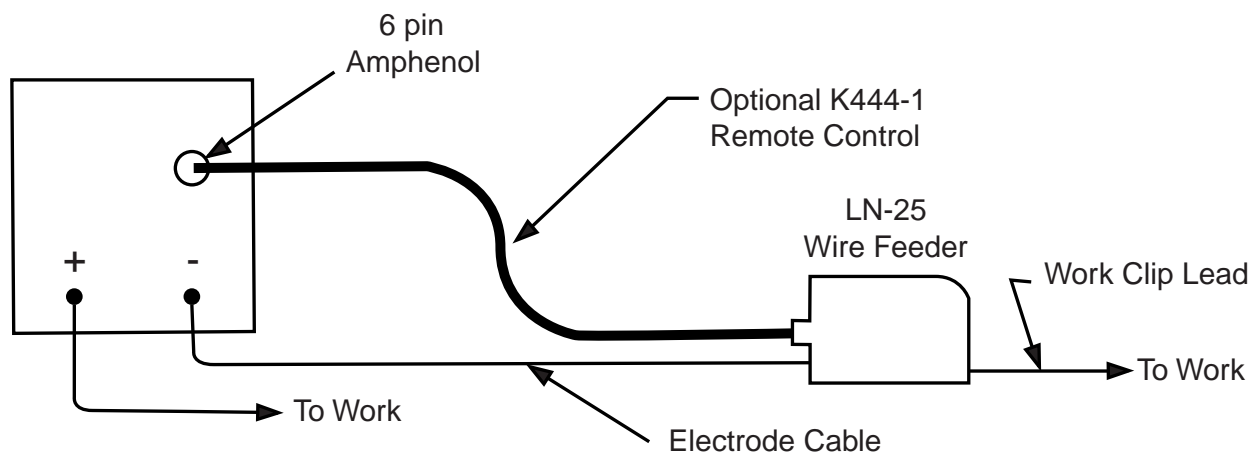 6 pin
Amphenol
Optional K444-1
Remote Control
LN-25
Wire Feeder
+ -
Work Clip Lead
To Work
To Work
Electrode Cable